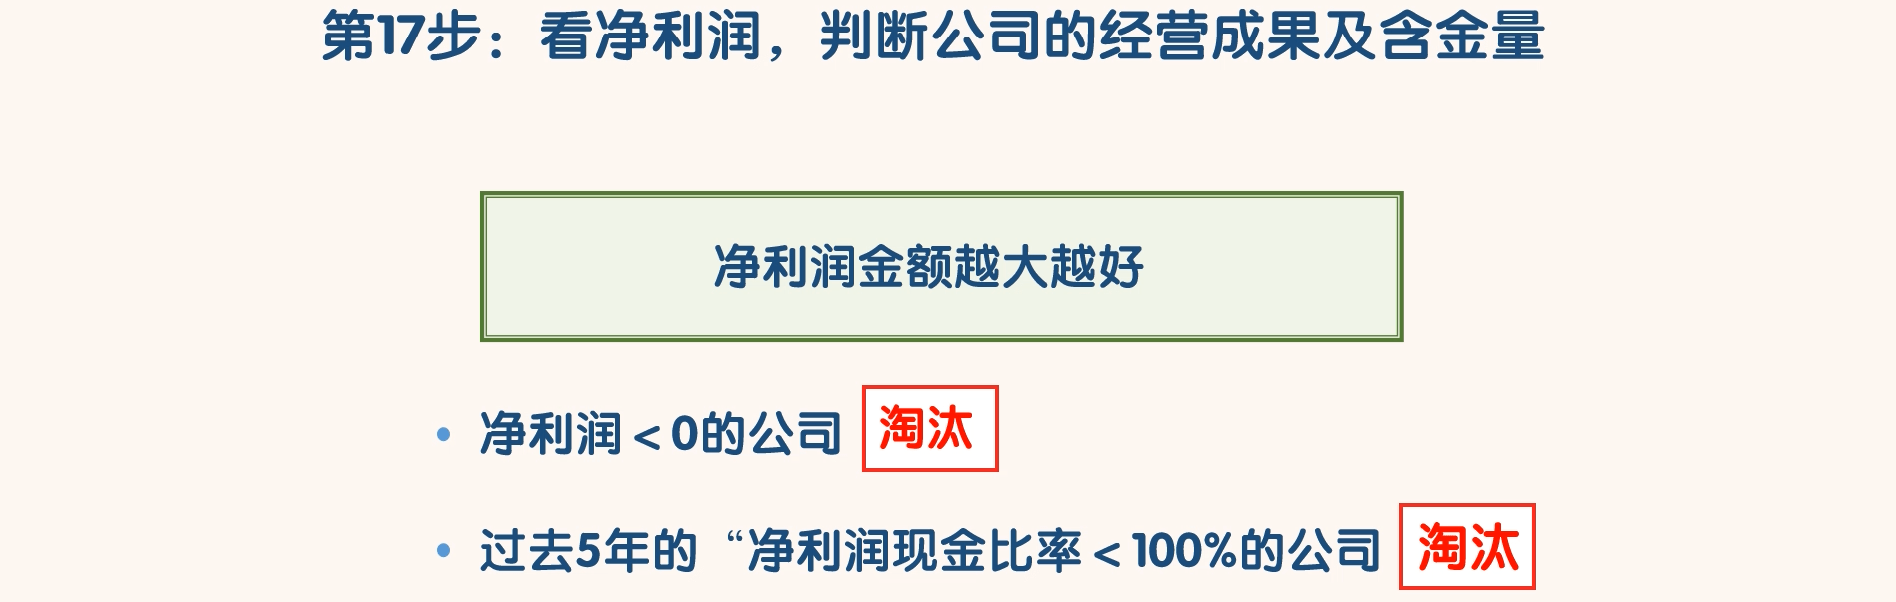 第17步：看净利润，判断公司的经营成果及含金量
净利润金额越大越好
• 净利润＜0的公司 淘汰
• 过去5年的“净利润现金比率＜100%的公司 淘汰